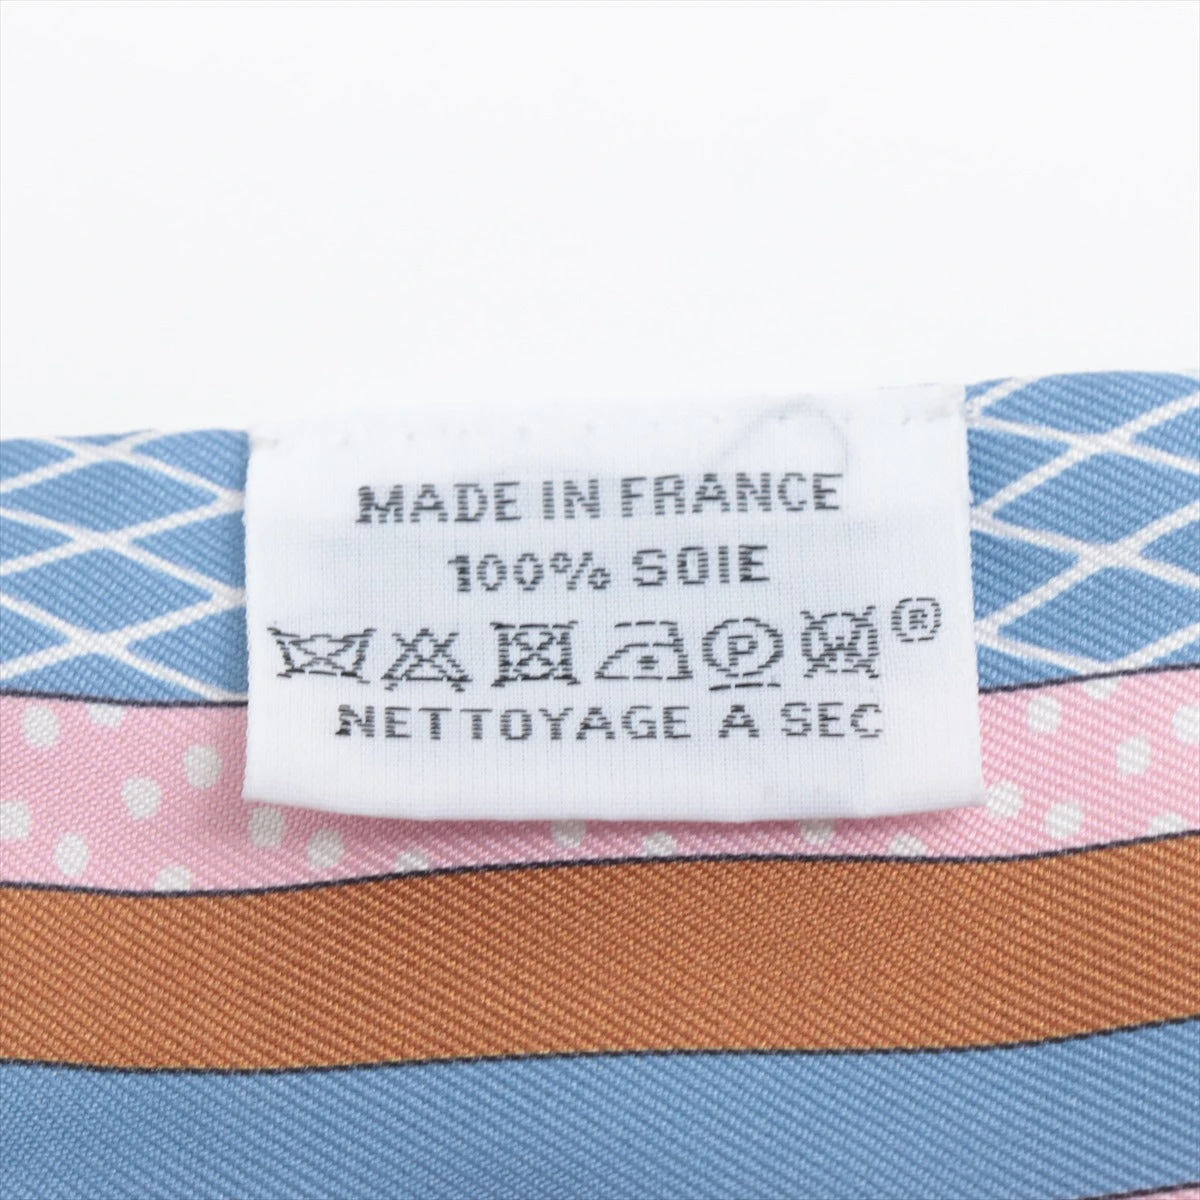 MADE IN FRANCE
100% SOIE
P ®
NETTOYAGE A SEC